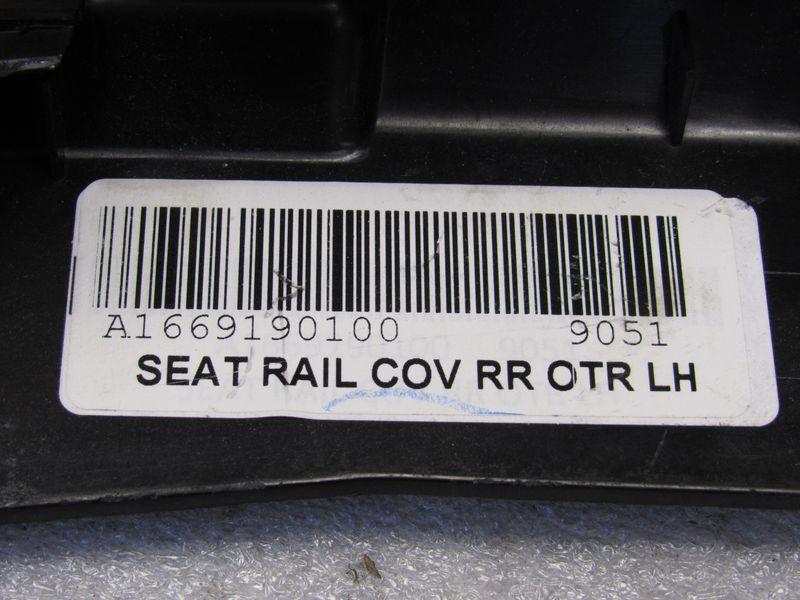 A1669190100 9051
SEAT RAIL COV RR OTR LH